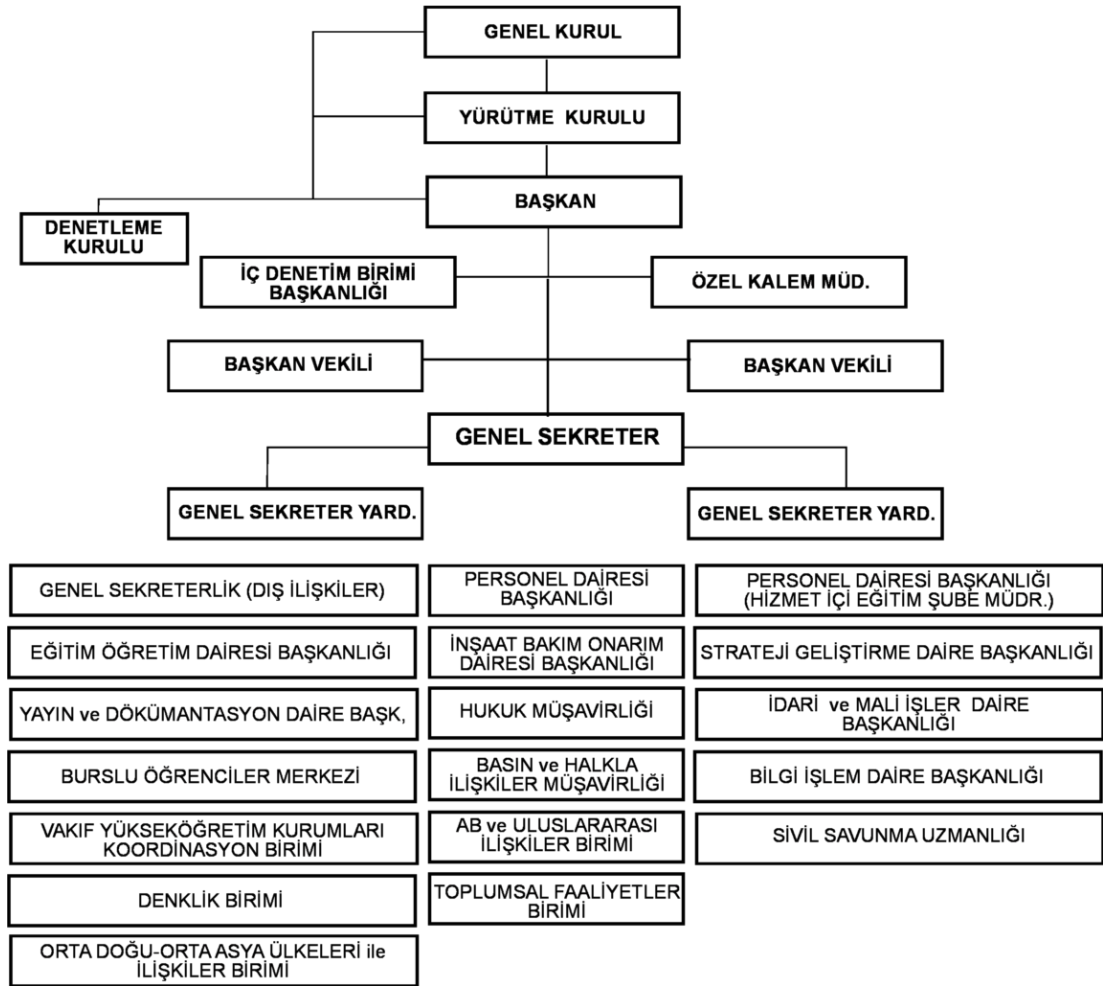 GENEL KURUL
YÜRÜTME KURULU
BAŞKAN
DENETLEME
KURULU
İÇ DENETİM BİRİMİ
BAŞKANLIĞI
ÖZEL KALEM MÜD.
BAŞKAN VEKİLİ
BAŞKAN VEKİLİ
GENEL SEKRETER
GENEL SEKRETER YARD.
GENEL SEKRETER YARD.
GENEL SEKRETERLİK (DIŞ İLİŞKİLER)
EĞİTİM ÖĞRETİM DAİRESİ BAŞKANLIĞI
YAYIN ve DÖKÜMANTASYON DAİRE BAŞK,
BURSLU ÖĞRENCİLER MERKEZİ
VAKIF YÜKSEKÖĞRETİM KURUMLARI
KOORDİNASYON BİRİMİ
DENKLİK BİRİMİ
ORTA DOĞU-ORTA ASYA ÜLKELERİ ile
İLİŞKİLER BİRİMİ
PERSONEL DAİRESİ
BAŞKANLIĞI
İNŞAAT BAKIM ONARIM
DAİRESİ BAŞKANLIĞI
HUKUK MÜŞAVİRLİĞİ
BASIN ve HALKLA
İLİŞKİLER MÜŞAVİRLİĞİ
AB ve ULUSLARARASI
İLİŞKİLER BİRİMİ
TOPLUMSAL FAALİYETLER
BİRİMİ
PERSONEL DAİRESİ BAŞKANLIĞI
(HİZMET İÇİ EĞİTİM ŞUBE MÜDR.)
STRATEJİ GELİŞTİRME DAİRE BAŞKANLIĞI
İDARİ ve MALİ İŞLER DAİRE
BAŞKANLIĞI
BİLGİ İŞLEM DAİRE BAŞKANLIĞI
SİVİL SAVUNMA UZMANLIĞI